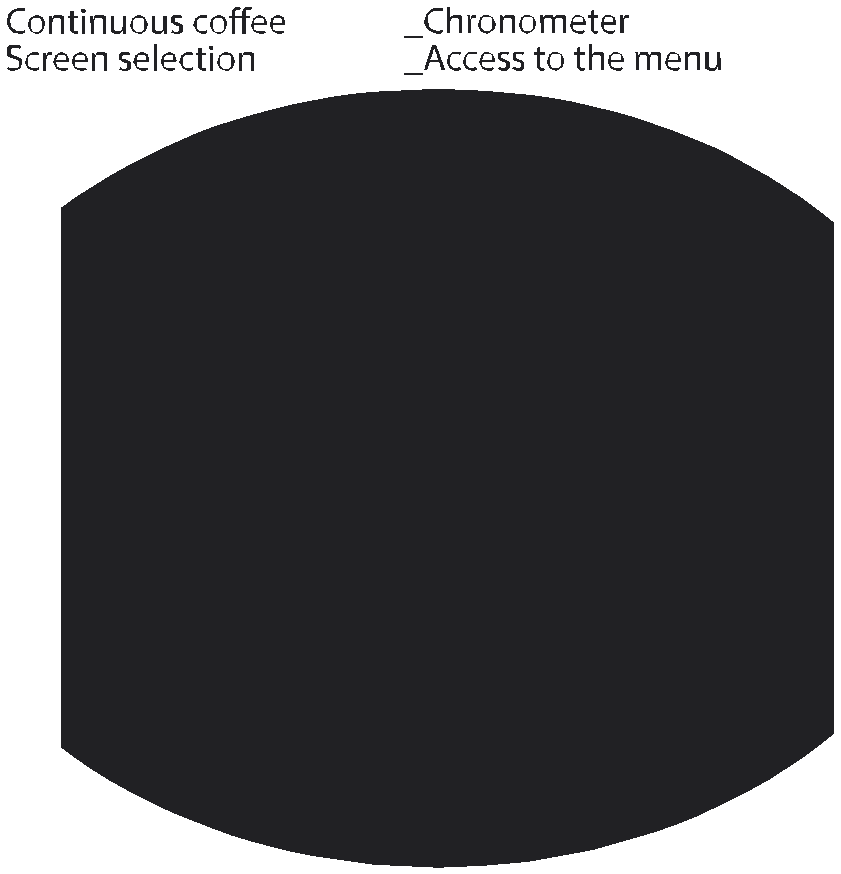 Continuous coffee
Screen selection
_Chronometer
_Access to the menu